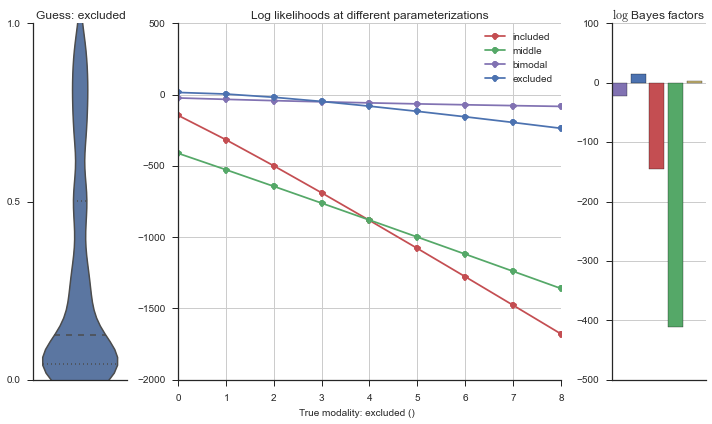 Guess: excluded
1.0
0.5
0.0
Log likelihoods at different parameterizations
500
0
−500
−1000
−1500
−2000
0 1 2 3 4 5 6 7 8
True modality: excluded ()
included
middle
bimodal
excluded
log Bayes factors
100
0
−100
−200
−300
−400
−500